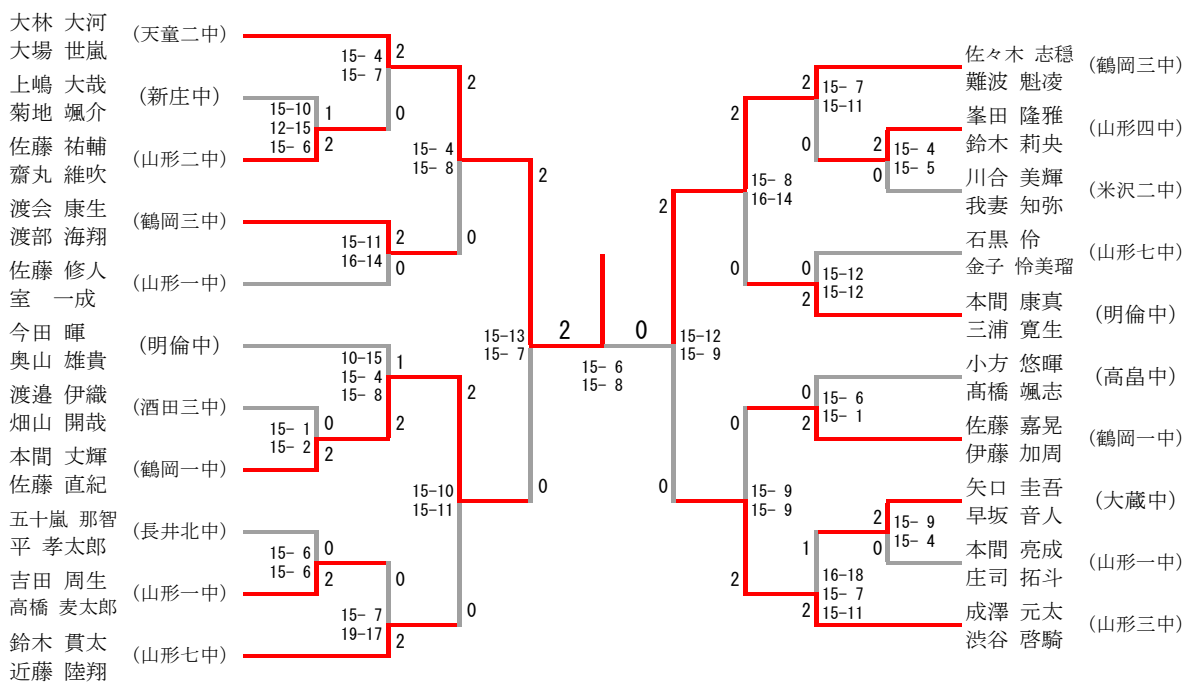 大林 大河
大場 世嵐
(天童二中)
上嶋 大哉
菊地 颯介
(新庄中)
佐藤 祐輔
齋丸 維吹
(山形二中)
渡会 康生
渡部 海翔
(鶴岡三中)
佐藤 修人
室 一成
(山形一中)
今田 暉
奥山 雄貴
(明倫中)
渡邉 伊織
畑山 開哉
(酒田三中)
本間 丈輝
佐藤 直紀
(鶴岡一中)
五十嵐 那智
平 孝太郎
(長井北中)
吉田 周生
高橋 麦太郎
(山形一中)
鈴木 貫太
近藤 陸翔
(山形七中)
15-10
12-15
15- 6
1
2
15- 4
15- 7
2
0
15-11
16-14
2
0
15- 4
15- 8
2
0
15- 1
15- 2
0
2
10-15
15- 4
15- 8
1
2
15- 6
15- 6
0
2
15- 7
19-17
0
2
15-10
15-11
2
0
15-13
15- 7
2
0
2
0
15- 6
15- 8
15-12
15- 9
2
0
15- 8
16-14
2
0
15- 7
15-11
2
0
15- 4
15- 5
2
0
15-12
15-12
0
2
15- 9
15- 9
0
2
15- 6
15- 1
0
2
16-18
15- 7
15-11
1
2
15- 9
15- 4
2
0
佐々木 志穏
難波 魁凌
(鶴岡三中)
峯田 隆雅
鈴木 莉央
(山形四中)
川合 美輝
我妻 知弥
(米沢二中)
石黒 伶
金子 怜美瑠
(山形七中)
本間 康真
三浦 寛生
(明倫中)
小方 悠暉
髙橋 颯志
(高畠中)
佐藤 嘉晃
伊藤 加周
(鶴岡一中)
矢口 圭吾
早坂 音人
(大蔵中)
本間 亮成
庄司 拓斗
(山形一中)
成澤 元太
渋谷 啓騎
(山形三中)